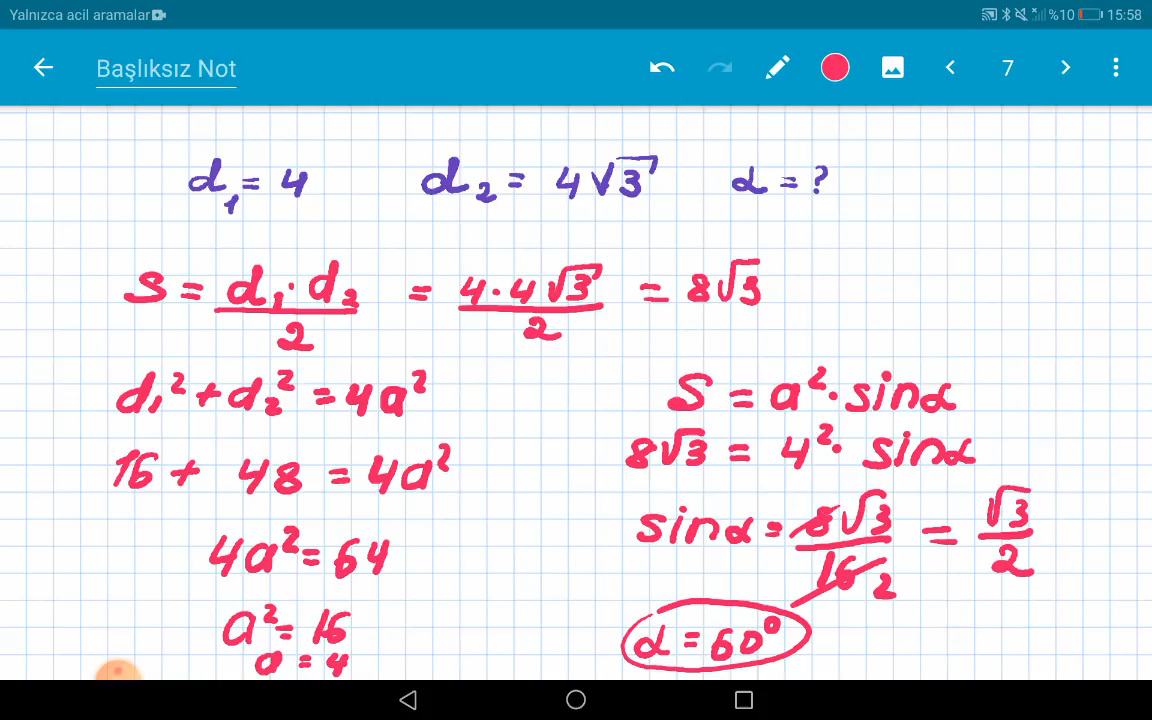 Yalnızca acil aramalar %10 15:58
Başlıksız Not 7
d₁ = 4 d₂ = 4√3 α = ?
S = d₁·d₂/2 = 4·4√3/2 = 8√3
d₁² + d₂² = 4a²
16 + 48 = 4a²
4a² = 64
a² = 16
a = 4
S = a²·sinα
8√3 = 4²· sinα
sinα = 8√3/16 2 = √3/2
α = 60⁰